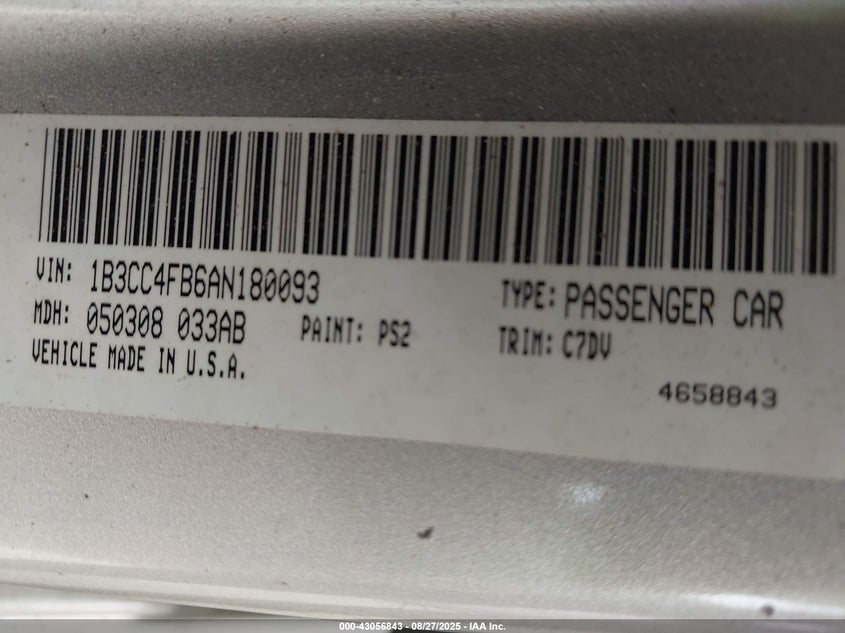 VIN: 1B3CC4FB6AN180093
TYPE: PASSENGER CAR
MDH: 050308 033AB
PAINT: PS2
TRIM: C7DV
VEHICLE MADE IN U.S.A.
4658843
000-43056843 - 08/27/2025 - IAA Inc.